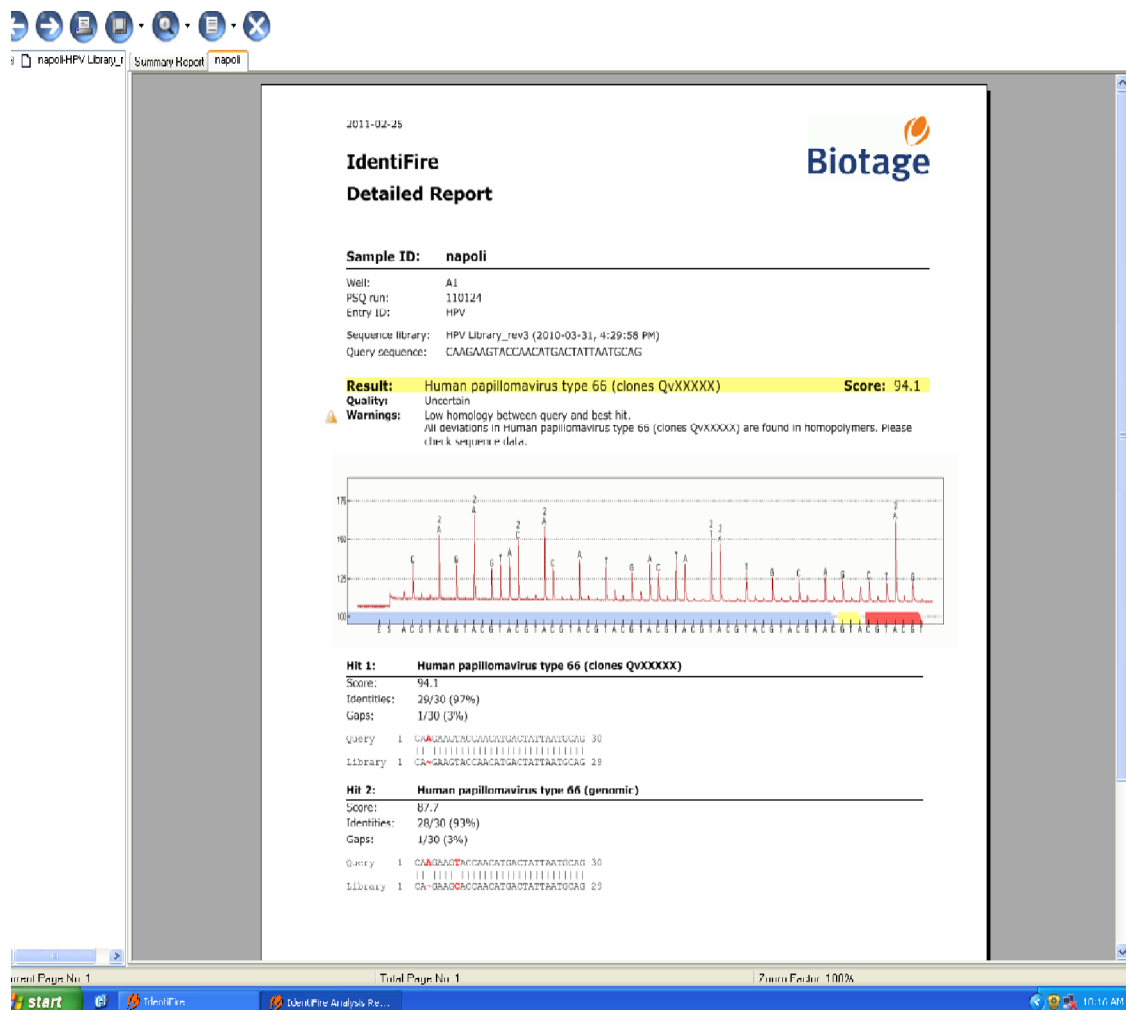 napoli-HPV Library_r
Summary Report
napoli
2011-02-25
Biotage
IdentiFire
Detailed Report
Sample ID: napoli
Well: A1
PSQ run: 110124
Entry ID: HPV
Sequence library: HPV Library_rev3 (2010-03-31, 4:29:58 PM)
Query sequence: CAAGAAGTACCAACATGACTATTAATGCAG
Result: Human papillomavirus type 66 (clones QvXXXXX) Score: 94.1
Quality: Uncertain
Warnings: Low homology between query and best hit.
All deviations in Human papillomavirus type 66 (clones QvXXXXX) are found in homopolymers. Please
check sequence data.
175
150
125
100
E S A C G T A C G T A C G T A C G T A C G T A C G T A C G T A C G T A C G T A C G T A C G T A C G T A C G T A C G T A C G T
Hit 1: Human papillomavirus type 66 (clones QvXXXXX)
Score: 94.1
Identities: 29/30 (97%)
Gaps: 1/30 (3%)
Query 1 CAAGAAGTACCAACATGACTATTAATGCAG 30
Library 1 CA~GAAGTACCAACATGACTATTAATGCAG 29
Hit 2: Human papillomavirus type 66 (genomic)
Score: 87.7
Identities: 28/30 (93%)
Gaps: 1/30 (3%)
Query 1 CAAGAAGTACCAACATGACTATTAATGCAG 30
Library 1 CA~GAAGCACCAACATGACTATTAATGCAG 29
rrent Page No: 1
Total Page No: 1
Zoom Factor: 100%
start
IdentiFire
IdentiFire Analysis Re...
10:16 AM